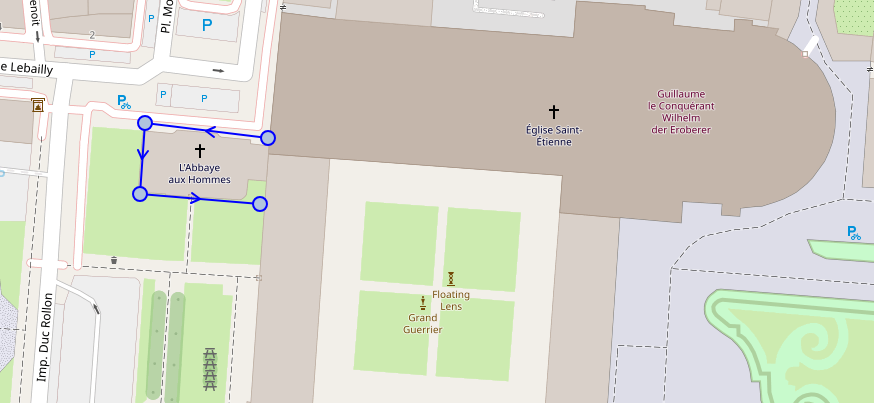 enoît
Pl. Mo
P
P
2
P
e Lebailly
P
P
P
Église Saint-
Étienne
Guillaume
le Conquérant
Wilhelm
der Eroberer
L'Abbaye
aux Hommes
P
Floating
Lens
Grand
Guerrier
Imp. Duc Rollon